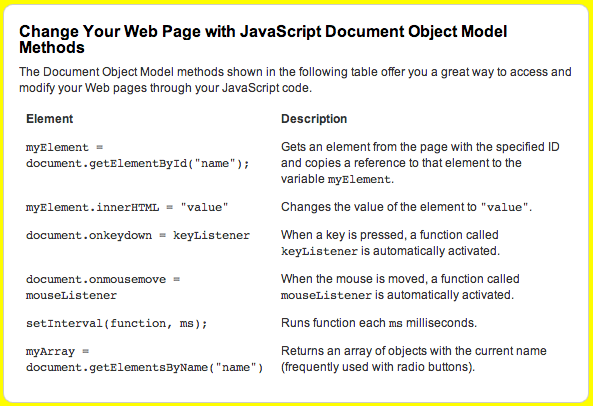 Change Your Web Page with JavaScript Document Object Model
Methods
The Document Object Model methods shown in the following table offer you a great way to access and
modify your Web pages through your JavaScript code.
Element Description
myElement =
document.getElementById("name");
Gets an element from the page with the specified ID
and copies a reference to that element to the
variable myElement.
myElement.innerHTML = "value"
Changes the value of the element to "value".
document.onkeydown = keyListener
When a key is pressed, a function called
keyListener is automatically activated.
document.onmousemove =
mouseListener
When the mouse is moved, a function called
mouseListener is automatically activated.
setInterval(function, ms);
Runs function each ms milliseconds.
myArray =
document.getElementsByName("name")
Returns an array of objects with the current name
(frequently used with radio buttons).